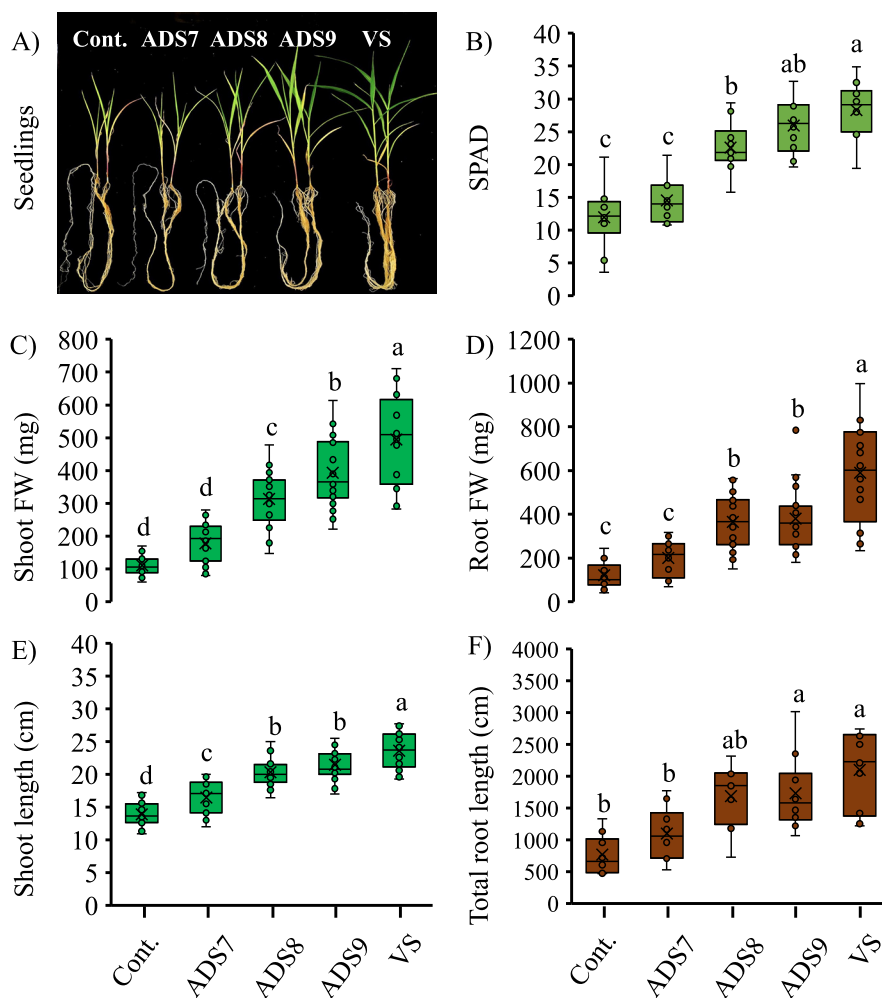 A)
Cont. ADS7 ADS8 ADS9 VS
Seedlings
B)
SPAD
40
35
30
25
20
15
10
5
0
c c b ab a
C)
Shoot FW (mg)
800
700
600
500
400
300
200
100
0
d d c b a
D)
Root FW (mg)
1200
1000
800
600
400
200
0
c c b b a
E)
Shoot length (cm)
40
35
30
25
20
15
10
5
0
d c b b a
Cont. ADS7 ADS8 ADS9 VS
F)
Total root length (cm)
4000
3500
3000
2500
2000
1500
1000
500
0
b b ab a a
Cont. ADS7 ADS8 ADS9 VS